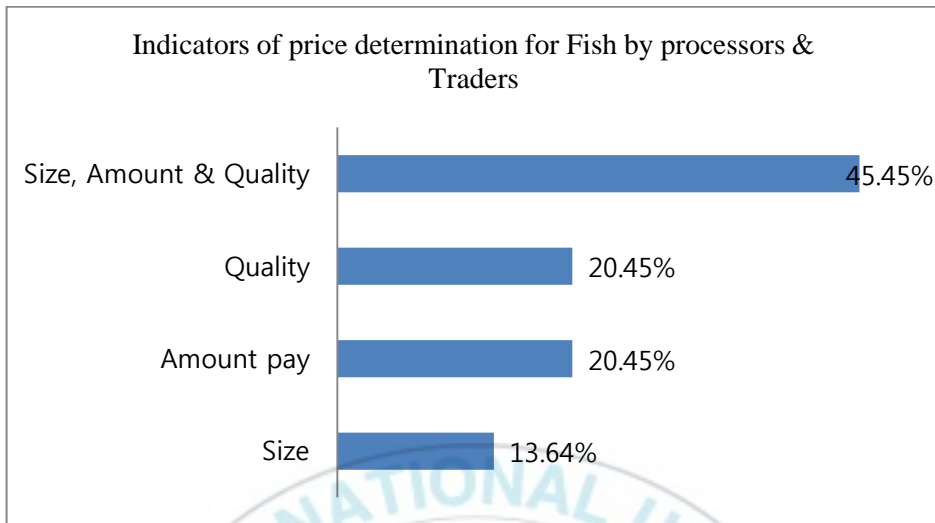 Indicators of price determination for Fish by processors &
Traders
Size, Amount & Quality 45.45%
Quality 20.45%
Amount pay 20.45%
Size 13.64%
NATIONAL U